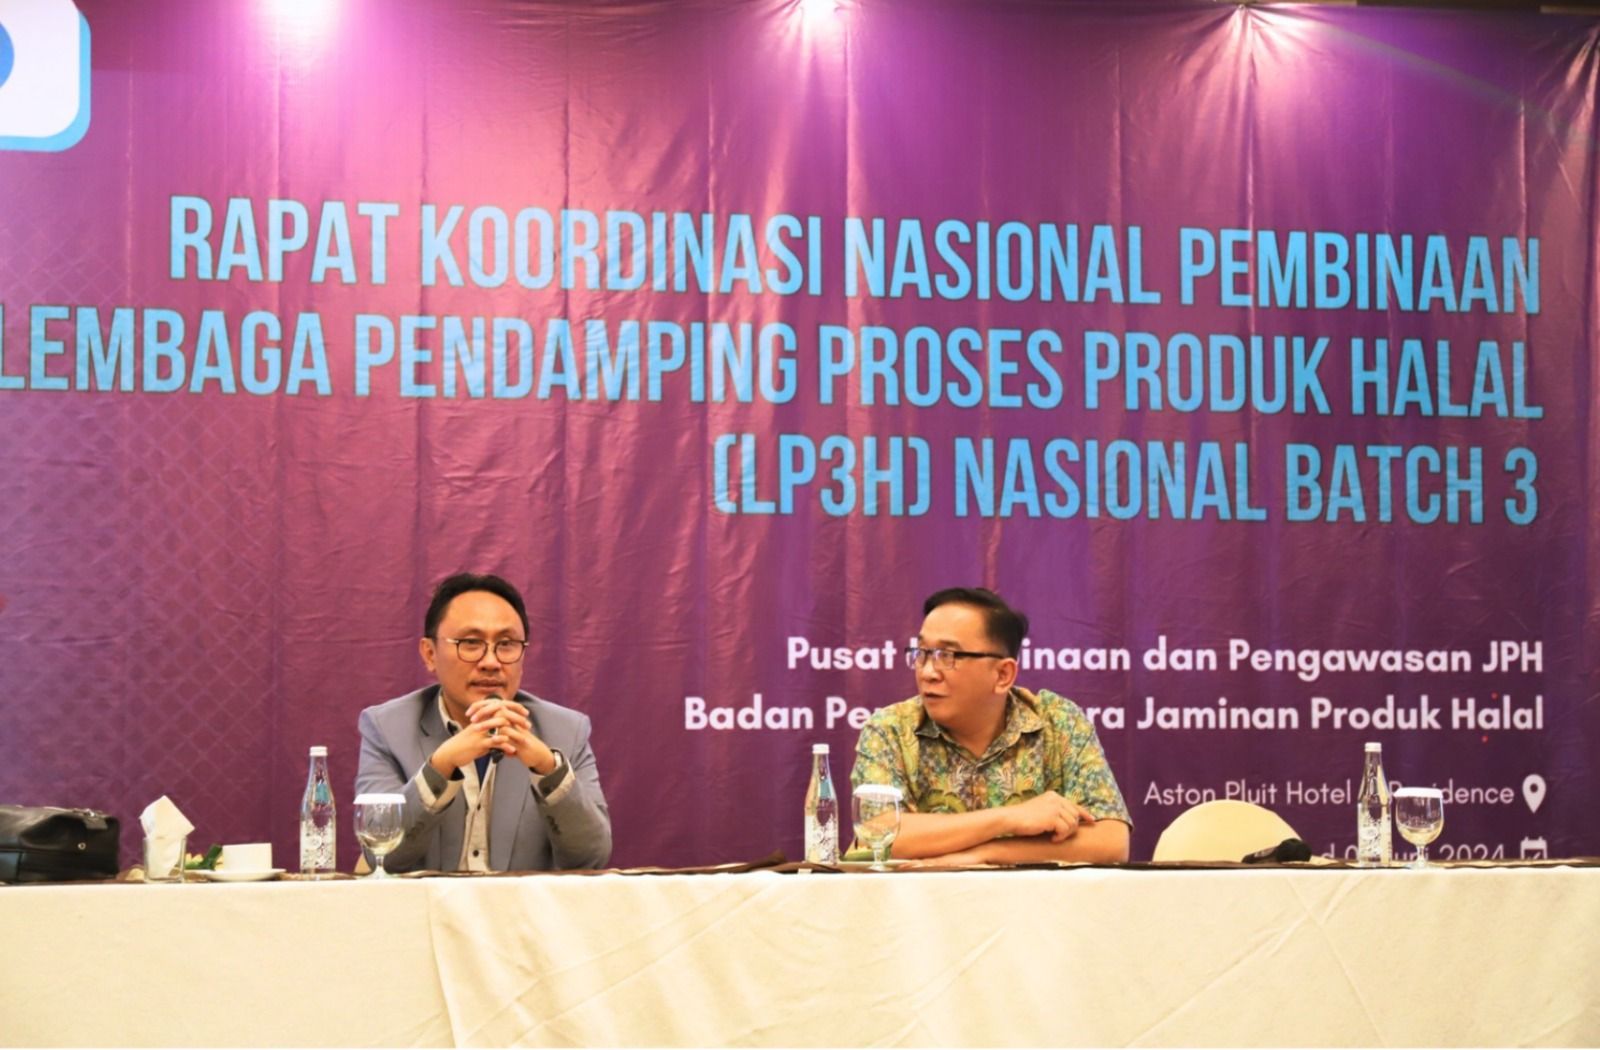 RAPAT KOORDINASI NASIONAL PEMBINAAN
LEMBAGA PENDAMPING PROSES PRODUK HALAL
(LP3H) NASIONAL BATCH 3
Pusat dan Pengawasan JPH
Badan Jaminan Produk Halal
Aston Pluit Hotel
2024